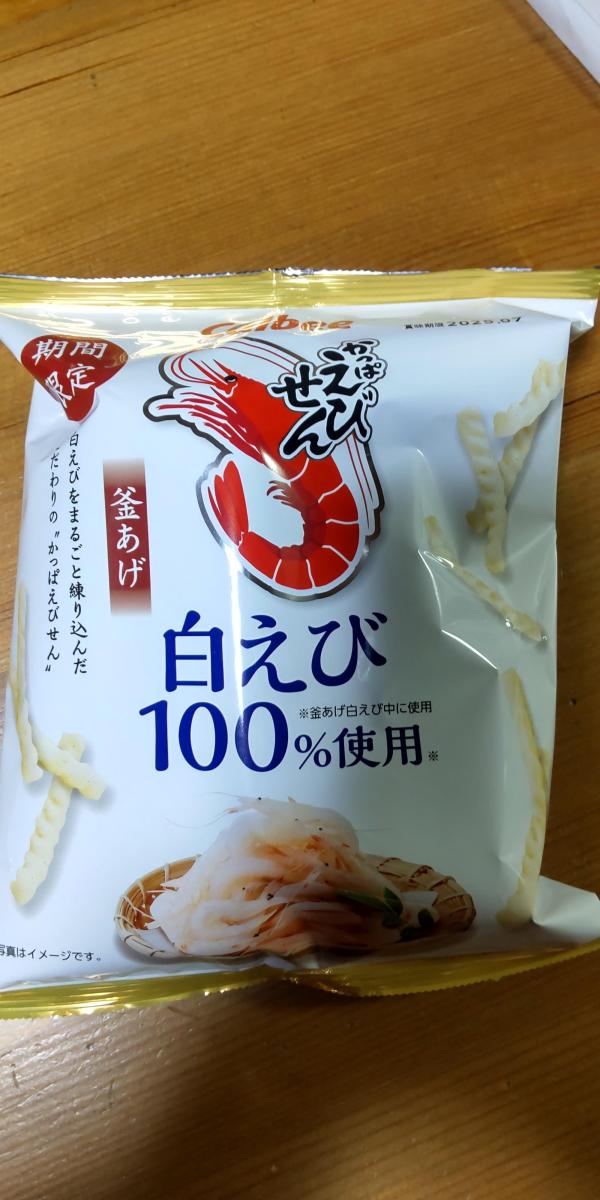 Calbee
賞味期限 2025.07
期間
限定
かっぱ
えび
せん
白えびをまるごと練り込んだ
だわりの"かっぱえびせん"
釜あげ
白えび
※釜あげ白えび中に使用
100%使用※
写真はイメージです。